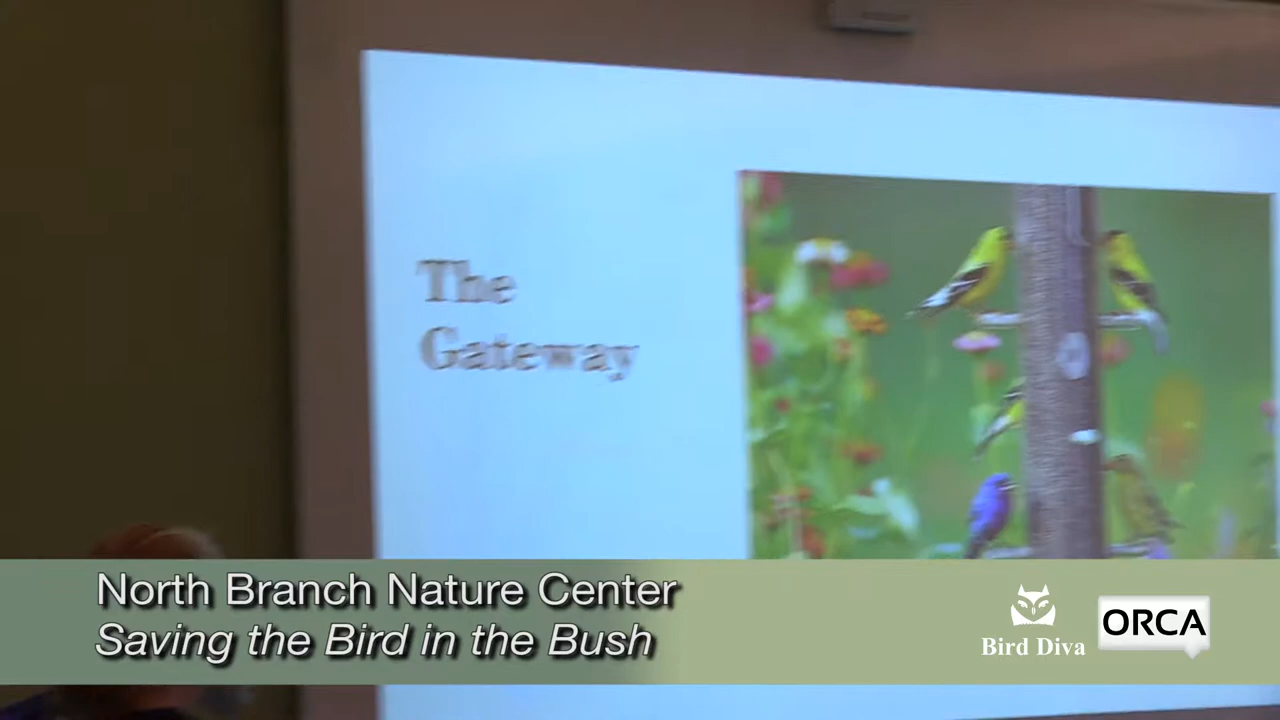 The
Gateway
North Branch Nature Center
Saving the Bird in the Bush
Bird Diva
ORCA